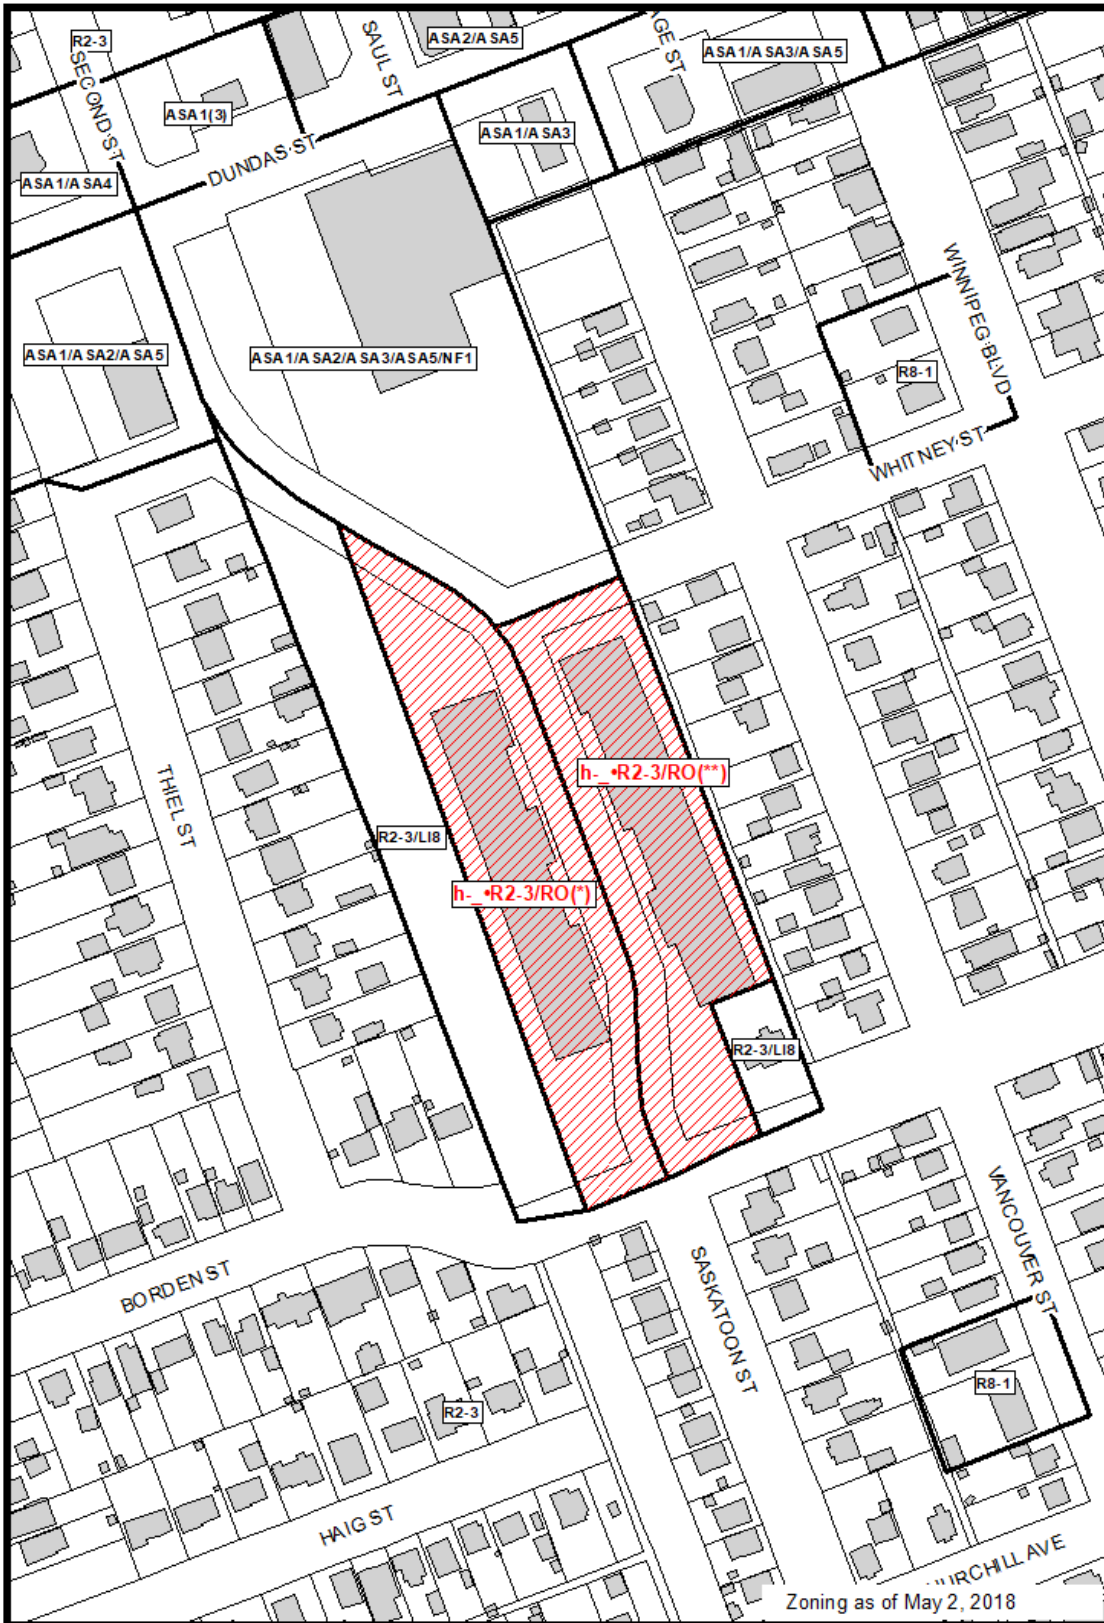 R2-3
SECOND ST
SAUL ST
ASA2/ASA5
AGE ST
ASA1/ASA3/ASA5
ASA1(3)
ASA1/ASA3
DUNDAS ST
ASA1/ASA4
WINNIPEG BLVD
ASA1/ASA2/ASA5
ASA1/ASA2/ASA3/ASA5/NF1
R8-1
WHITNEY ST
THIEL ST
h-_•R2-3/RO(**)
R2-3/LI8
h-_•R2-3/RO(*)
R2-3/LI8
VANCOUVER ST
BORDEN ST
SASKATOON ST
R8-1
R2-3
HAIG ST
URCHILL AVE
Zoning as of May 2, 2018